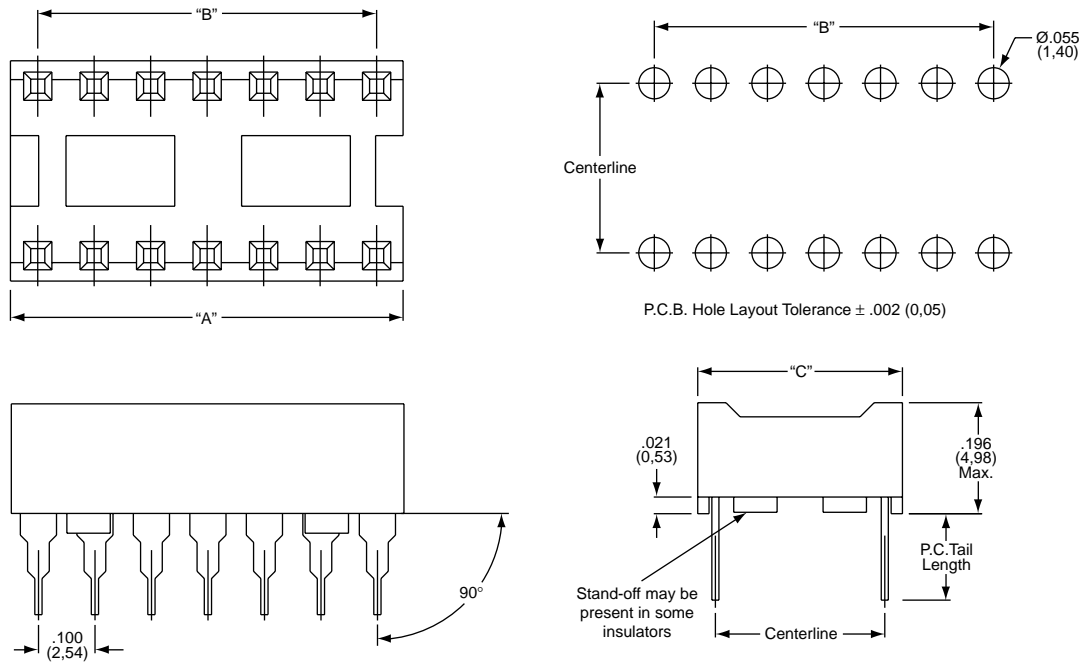 “B”
“B”
Ø.055
(1,40)
Centerline
“A”
P.C.B. Hole Layout Tolerance ± .002 (0,05)
“C”
.021
(0,53)
.196
(4,98)
Max.
P.C.Tail
Length
90°
Stand-off may be
present in some
insulators
Centerline
.100
(2,54)